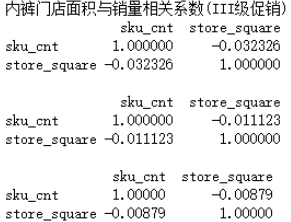 内裤门店面积与销量相关系数(III级促销)
sku_cnt store_square
sku_cnt 1.000000 -0.032326
store_square -0.032326 1.000000
sku_cnt store_square
sku_cnt 1.000000 -0.011123
store_square -0.011123 1.000000
sku_cnt store_square
sku_cnt 1.00000 -0.00879
store_square -0.00879 1.00000